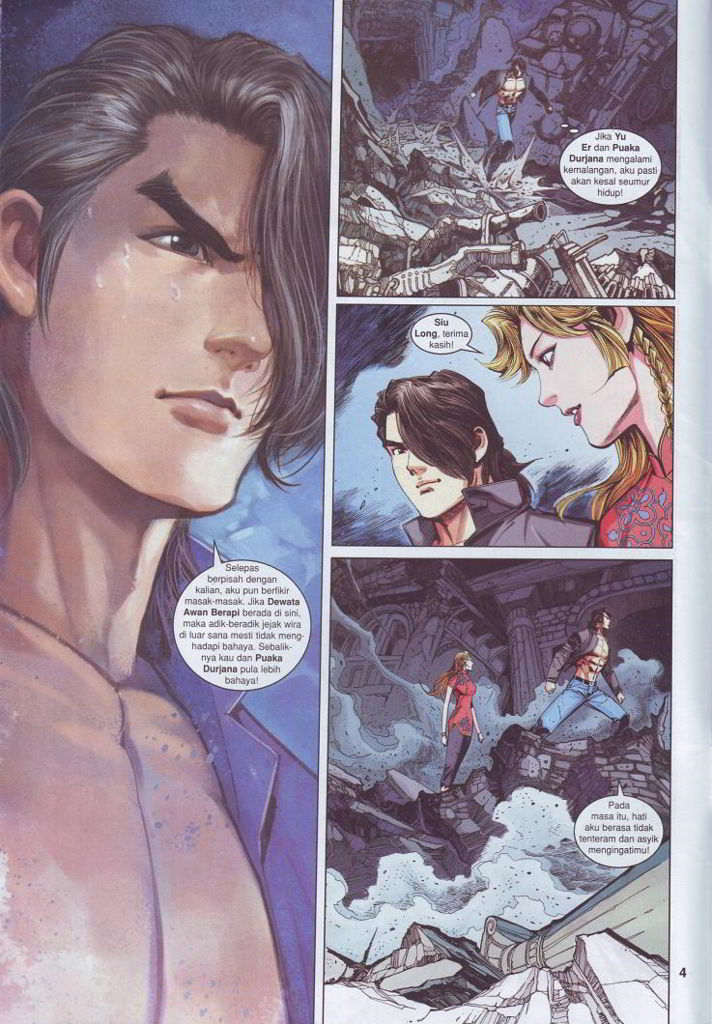 Selepas
berpisah dengan
kalian, aku pun berfikir
masak-masak. Jika Dewata
Awan Berapi berada di sini,
maka adik-beradik jejak wira
di luar sana mesti tidak meng-
hadapi bahaya. Sebalik-
nya kau dan Puaka
Durjana pula lebih
bahaya!
Jika Yu
Er dan Puaka
Durjana mengalami
kemalangan, aku pasti
akan kesal seumur
hidup!
Siu
Long, terima
kasih!
Pada
masa itu, hati
aku berasa tidak
tenteram dan asyik
mengingatimu!
4